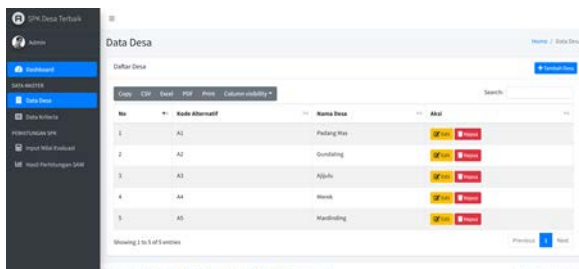 SPK Desa Terbaik
Admin
Dashboard
DATA MASTER
Data Desa
Data Kriteria
PERHITUNGAN SPK
Input Nilai Evaluasi
Hasil Perhitungan SAW
Data Desa
Home / Data Desa
Daftar Desa
+ Tambah Desa
Copy CSV Excel PDF Print Column visibility
Search:
No Kode Alternatif Nama Desa Aksi
1 A1 Padang Mas Edit Hapus
2 A2 Gundaling Edit Hapus
3 A3 Ajijulu Edit Hapus
4 A4 Merek Edit Hapus
5 A5 Mardinding Edit Hapus
Showing 1 to 5 of 5 entries
Previous 1 Next